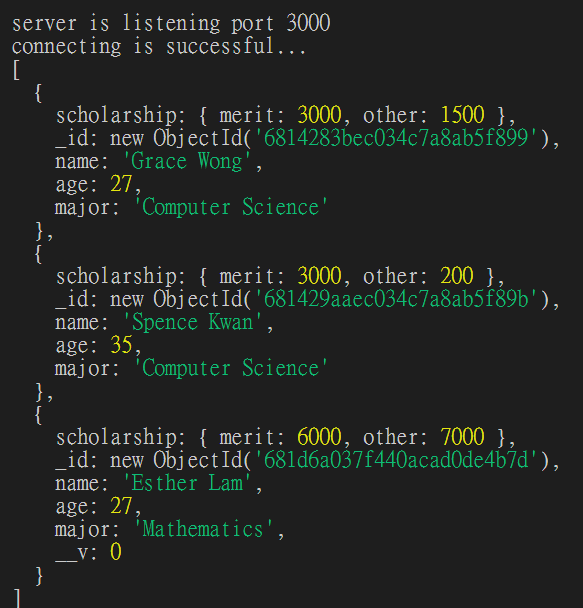 server is listening port 3000
connecting is successful...
[
  {
    scholarship: { merit: 3000, other: 1500 },
    _id: new ObjectId('6814283bec034c7a8ab5f899'),
    name: 'Grace Wong',
    age: 27,
    major: 'Computer Science'
  },
  {
    scholarship: { merit: 3000, other: 200 },
    _id: new ObjectId('681429aaec034c7a8ab5f89b'),
    name: 'Spence Kwan',
    age: 35,
    major: 'Computer Science'
  },
  {
    scholarship: { merit: 6000, other: 7000 },
    _id: new ObjectId('681d6a037f440acad0de4b7d'),
    name: 'Esther Lam',
    age: 27,
    major: 'Mathematics',
    __v: 0
  }
]